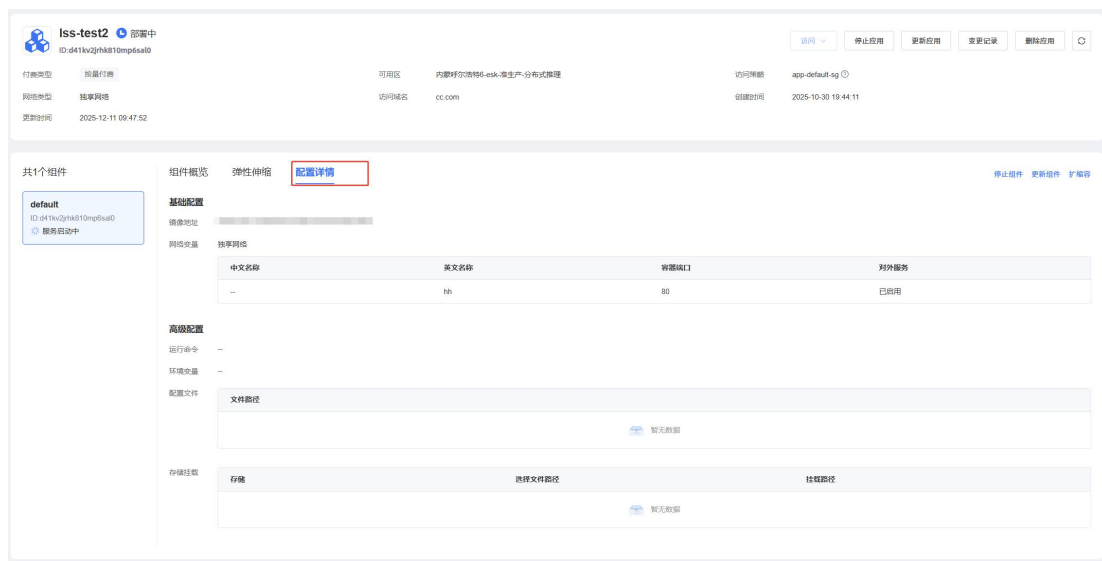 lss-test2 部署中
ID:d41kv2jrhk810mp6sal0
访问 停止应用 更新应用 变更记录 删除应用
付费类型 按量付费 可用区 内蒙呼尔浩特6-esk-准生产-分布式推理 访问策略 app-default-sg
网络类型 独享网络 访问域名 cc.com 创建时间 2025-10-30 19:44:11
更新时间 2025-12-11 09:47:52
共1个组件
default
ID:d41kv2jrhk810mp6sal0
服务启动中
组件概览 弹性伸缩 配置详情 停止组件 更新组件 扩缩容
基础配置
镜像地址
网络变量 独享网络
中文名称 英文名称 容器端口 对外服务
-- hh 80 已启用
高级配置
运行命令 --
环境变量 --
配置文件 文件路径
暂无数据
存储挂载 存储 选择文件路径 挂载路径
暂无数据